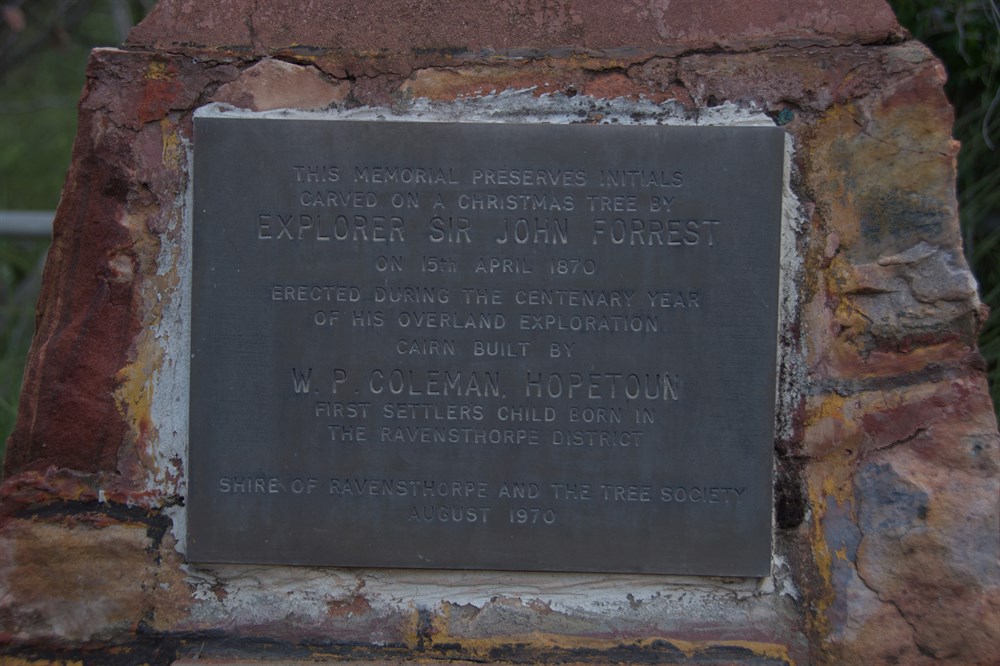 THIS MEMORIAL PRESERVES INITIALS
CARVED ON A CHRISTMAS TREE BY
EXPLORER SIR JOHN FORREST
ON 15th APRIL 1870
ERECTED DURING THE CENTENARY YEAR
OF HIS OVERLAND EXPLORATION
CAIRN BUILT BY
W. P. COLEMAN, HOPETOUN
FIRST SETTLERS CHILD BORN IN
THE RAVENSTHORPE DISTRICT
SHIRE OF RAVENSTHORPE AND THE TREE SOCIETY
AUGUST 1970